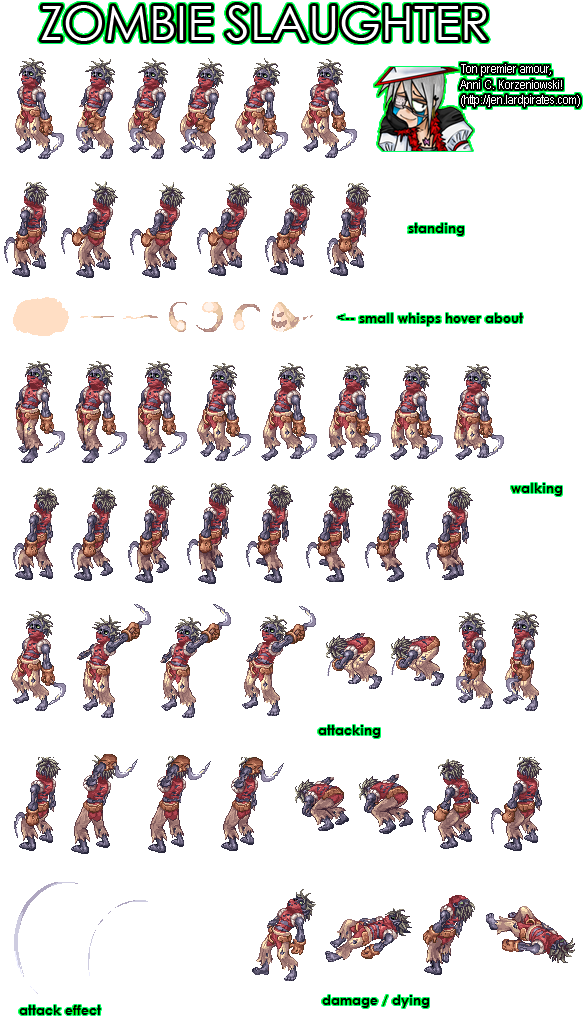 ZOMBIE SLAUGHTER
Ton premier amour,
Anni C. Korzeniowski!
(http://jen.lardpirates.com)
standing
<-- small whisps hover about
walking
attacking
attack effect
damage / dying